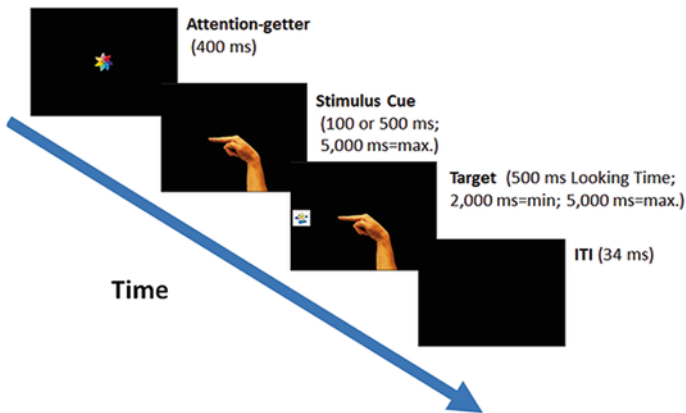 Attention-getter
(400 ms)
Stimulus Cue
(100 or 500 ms;
5,000 ms=max.)
Target (500 ms Looking Time;
2,000 ms=min; 5,000 ms=max.)
ITI (34 ms)
Time